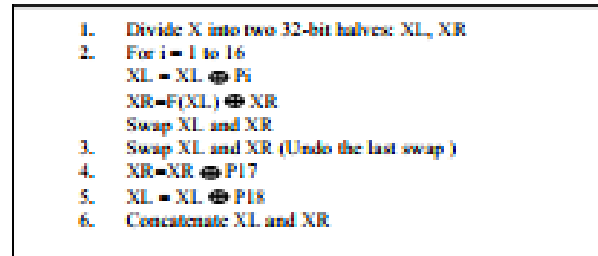 1. Divide X into two 32-bit halves: XL, XR
2. For i = 1 to 16
XL = XL ⊕ Pi
XR=F(XL) ⊕ XR
Swap XL and XR
3. Swap XL and XR (Undo the last swap )
4. XR=XR ⊕ P17
5. XL = XL ⊕ P18
6. Concatenate XL and XR